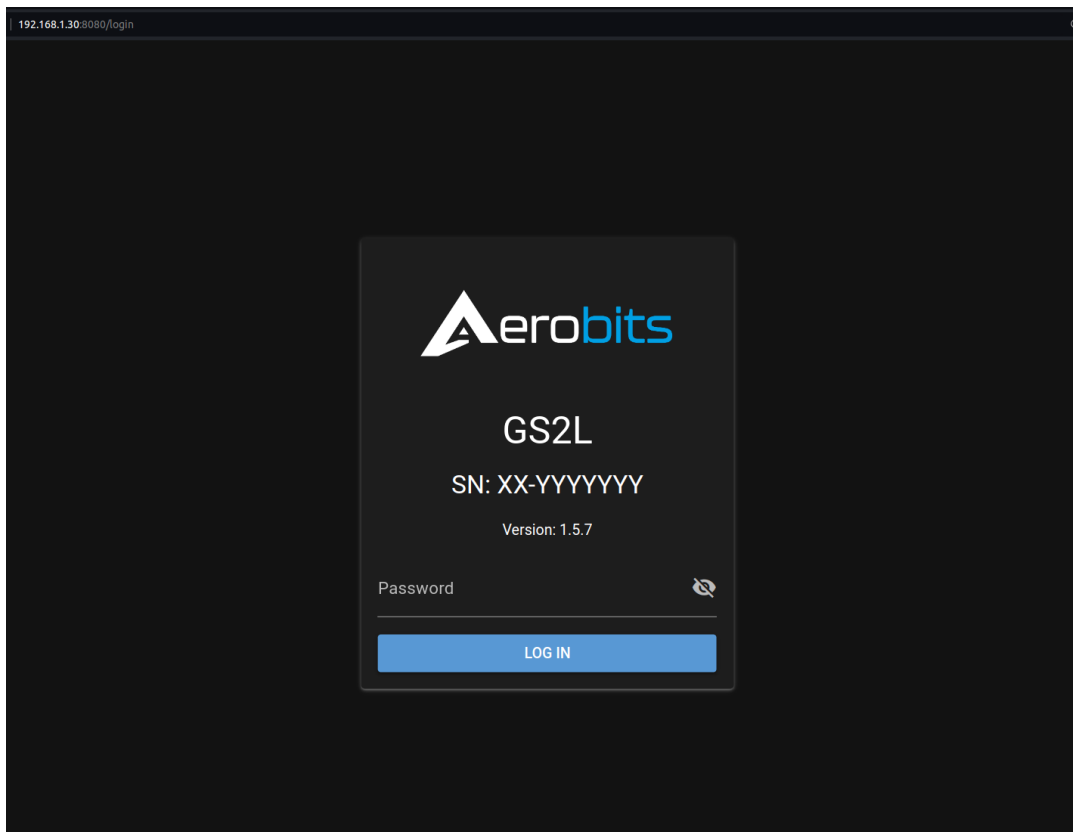 192.168.1.30:8080/login
Aerobits
GS2L
SN: XX-YYYYYYY
Version: 1.5.7
Password
LOG IN